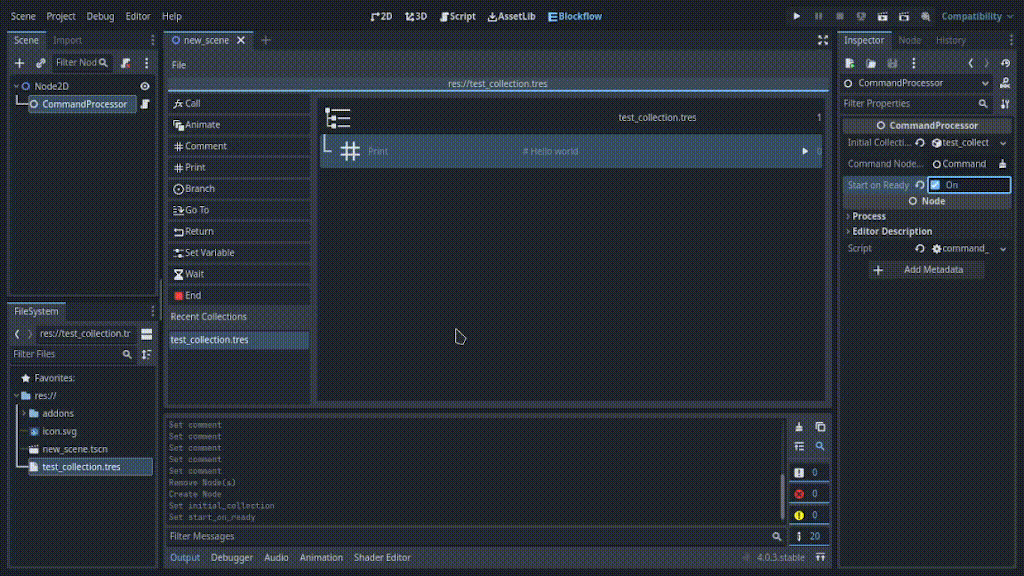 Scene Project Debug Editor Help 2D 3D Script AssetLib Blockflow Compatibility
Scene Import
Filter Nod
Node2D
CommandProcessor
new_scene
File
res://test_collection.tres
Call
Animate
Comment
Print
Branch
Go To
Return
Set Variable
Wait
End
Recent Collections
test_collection.tres
test_collection.tres 1
Print # Hello world 0
Inspector Node History
CommandProcessor
Filter Properties
CommandProcessor
Initial Collecti... test_collect
Command Node... Command
Start on Ready On
Node
Process
Editor Description
Script command_
Add Metadata
FileSystem
res://test_collection.tr
Filter Files
Favorites:
res://
addons
icon.svg
new_scene.tscn
test_collection.tres
Set comment
Set comment
Set comment
Set comment
Set comment
Remove Node(s)
Create Node
Set initial_collection
Set start_on_ready
0
0
0
20
Filter Messages
Output Debugger Audio Animation Shader Editor 4.0.3.stable